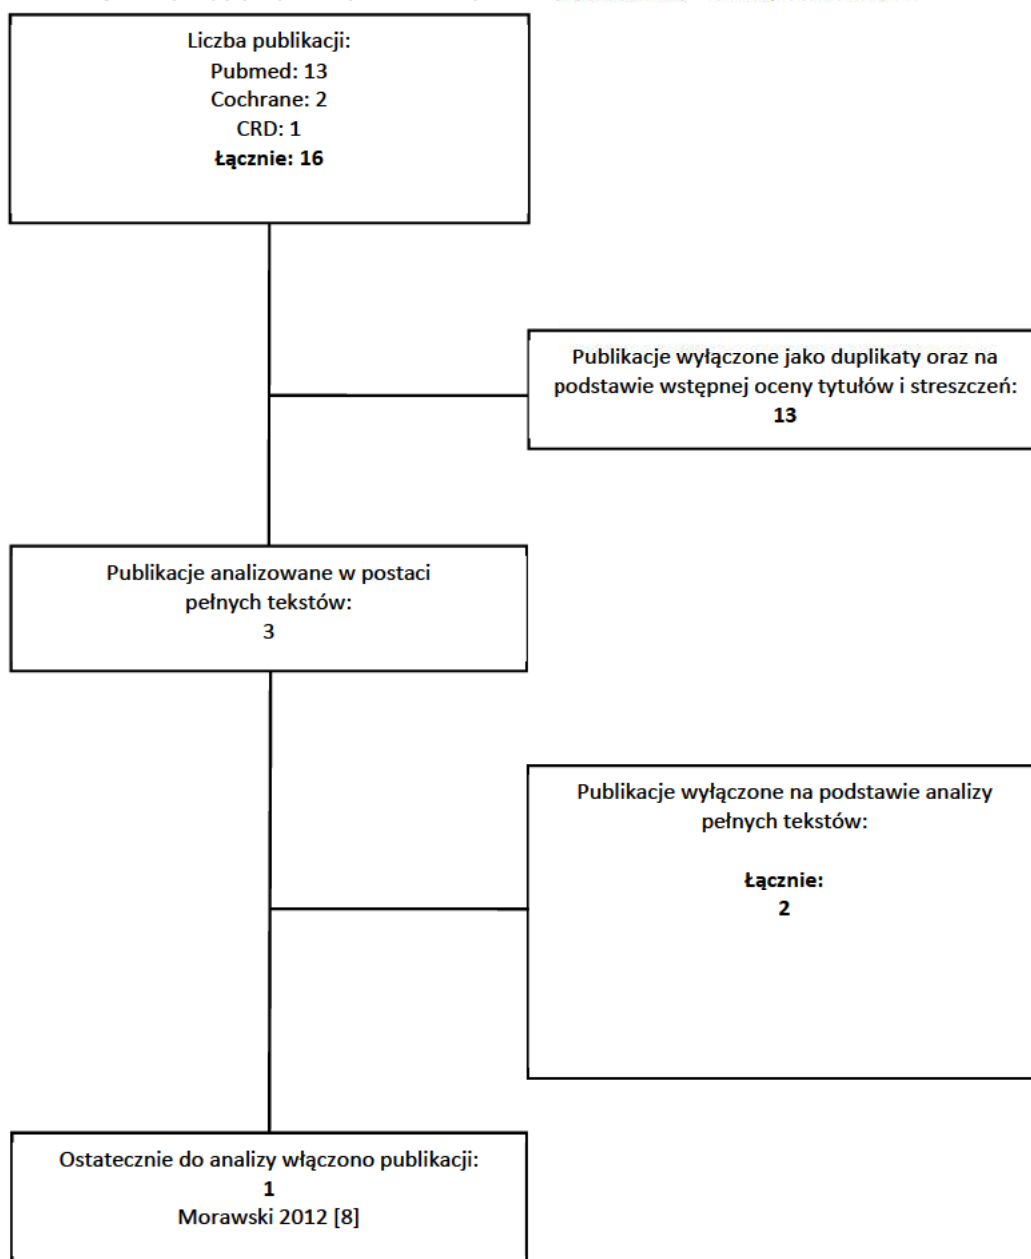 Liczba publikacji:
Pubmed: 13
Cochrane: 2
CRD: 1
Łącznie: 16
Publikacje wyłączone jako duplikaty oraz na
podstawie wstępnej oceny tytułów i streszczeń:
13
Publikacje analizowane w postaci
pełnych tekstów:
3
Publikacje wyłączone na podstawie analizy
pełnych tekstów:
Łącznie:
2
Ostatecznie do analizy włączono publikacji:
1
Morawski 2012 [8]